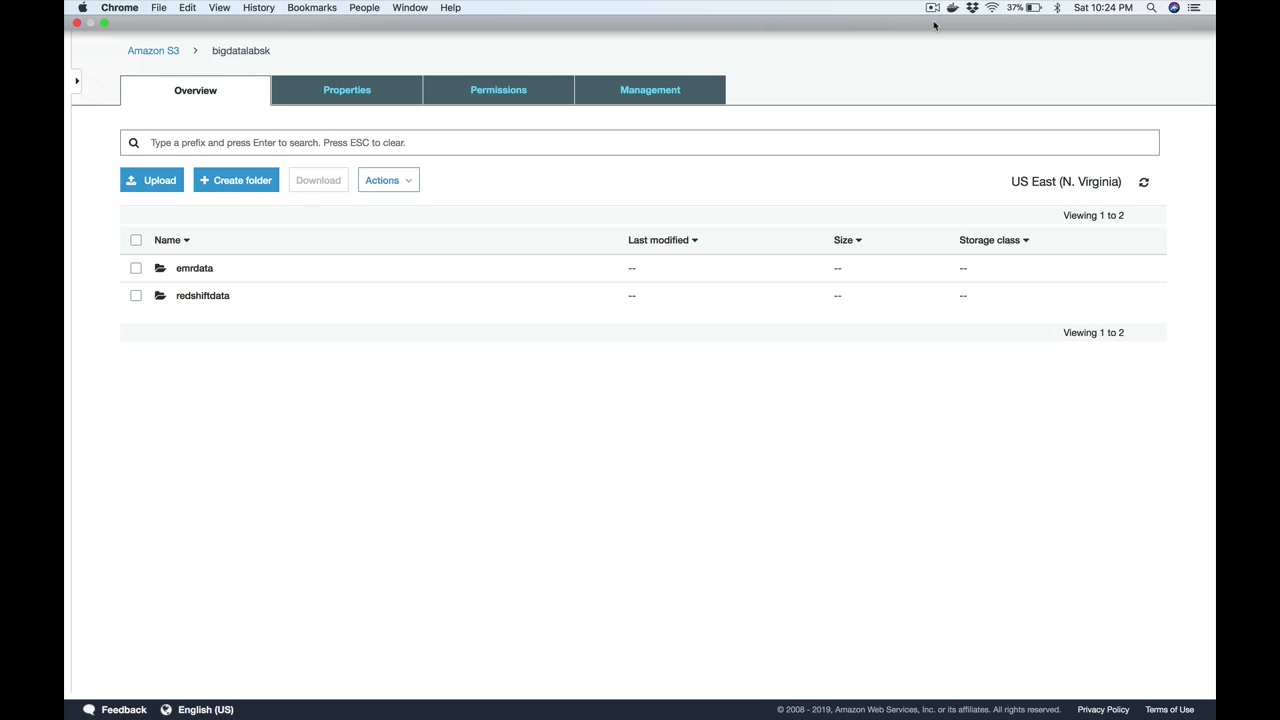 Chrome File Edit View History Bookmarks People Window Help 37% Sat 10:24 PM
Amazon S3 > bigdatalabsk
Overview Properties Permissions Management
Type a prefix and press Enter to search. Press ESC to clear.
Upload + Create folder Download Actions US East (N. Virginia)
Viewing 1 to 2
Name Last modified Size Storage class
emrdata -- -- --
redshiftdata -- -- --
Viewing 1 to 2
Feedback English (US) © 2008 - 2019, Amazon Web Services, Inc. or its affiliates. All rights reserved. Privacy Policy Terms of Use